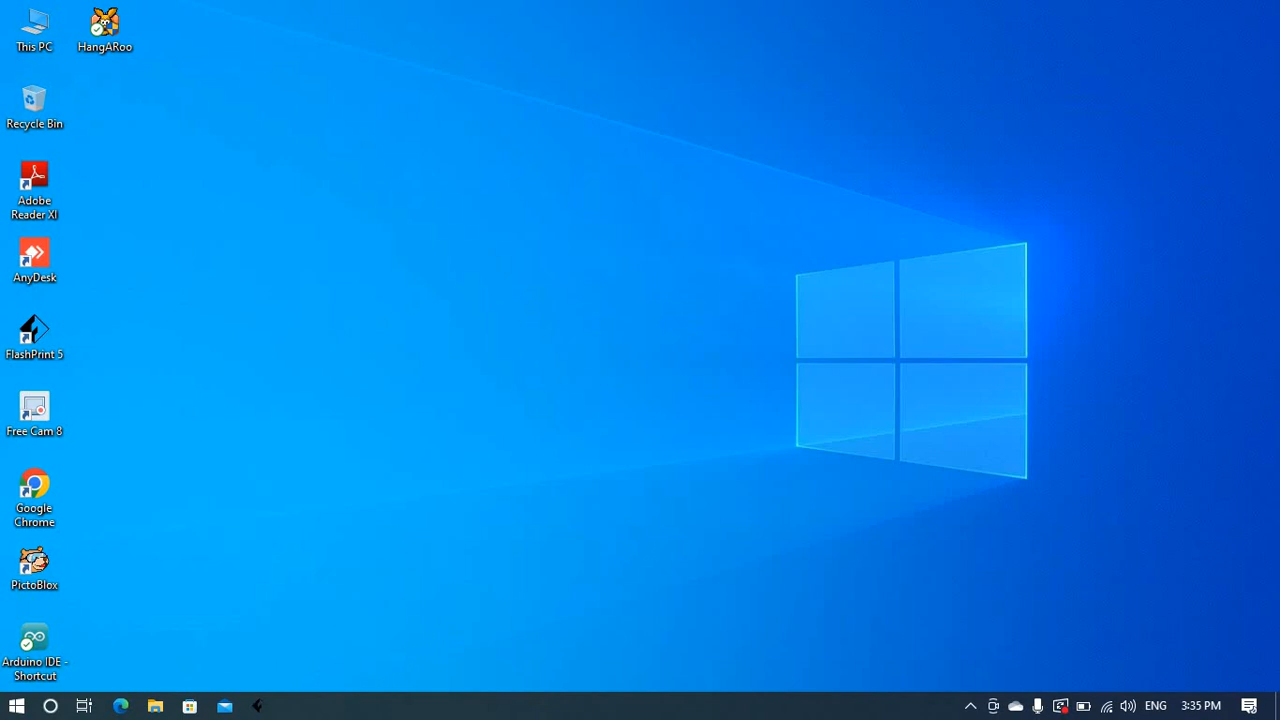 This PC
HangARoo
Recycle Bin
Adobe
Reader XI
AnyDesk
FlashPrint 5
Free Cam 8
Google
Chrome
PictoBlox
Arduino IDE -
Shortcut
ENG
3:35 PM